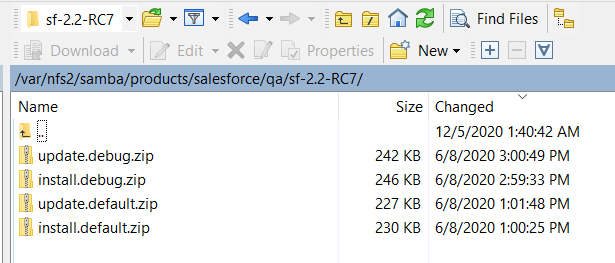 sf-2.2-RC7 Find Files
Download Edit Properties New
/var/nfs2/samba/products/salesforce/qa/sf-2.2-RC7/
Name Size Changed
.. 12/5/2020 1:40:42 AM
update.debug.zip 242 KB 6/8/2020 3:00:49 PM
install.debug.zip 246 KB 6/8/2020 2:59:33 PM
update.default.zip 227 KB 6/8/2020 1:01:48 PM
install.default.zip 230 KB 6/8/2020 1:00:25 PM